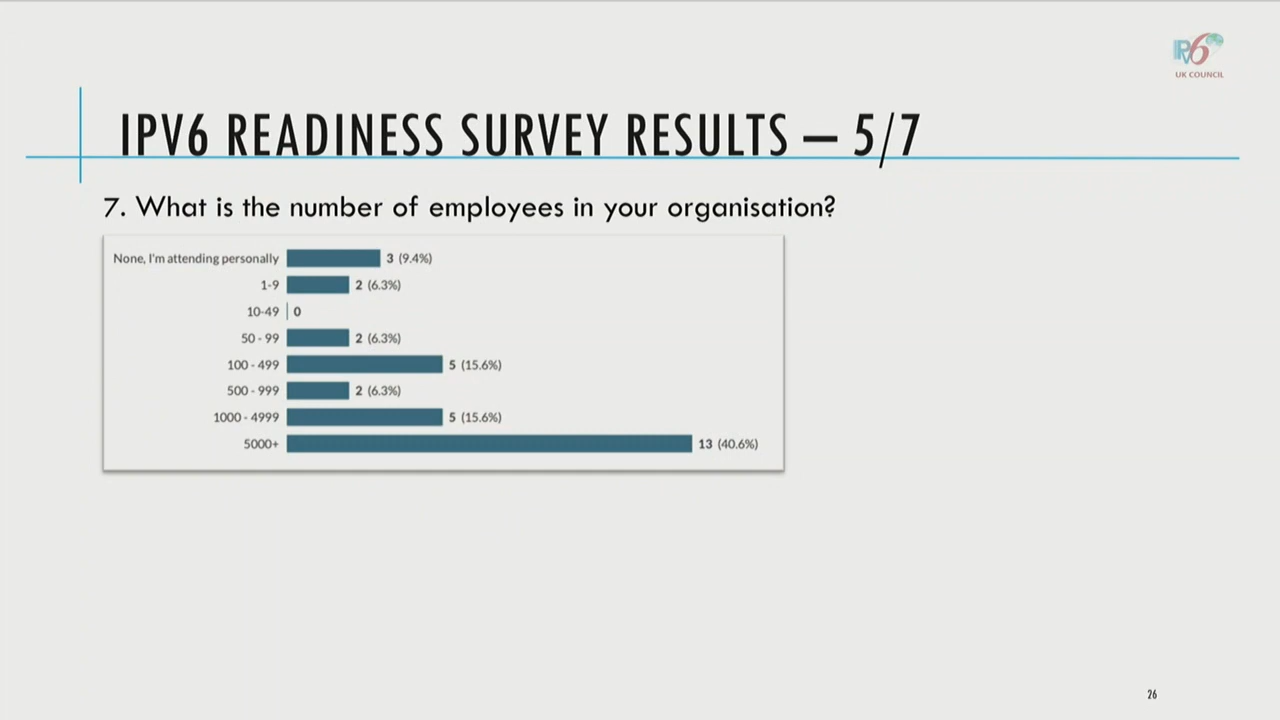 IPv6
UK COUNCIL
IPV6 READINESS SURVEY RESULTS – 5/7
7. What is the number of employees in your organisation?
None, I'm attending personally 3 (9.4%)
1-9 2 (6.3%)
10-49 0
50 - 99 2 (6.3%)
100 - 499 5 (15.6%)
500 - 999 2 (6.3%)
1000 - 4999 5 (15.6%)
5000+ 13 (40.6%)
26